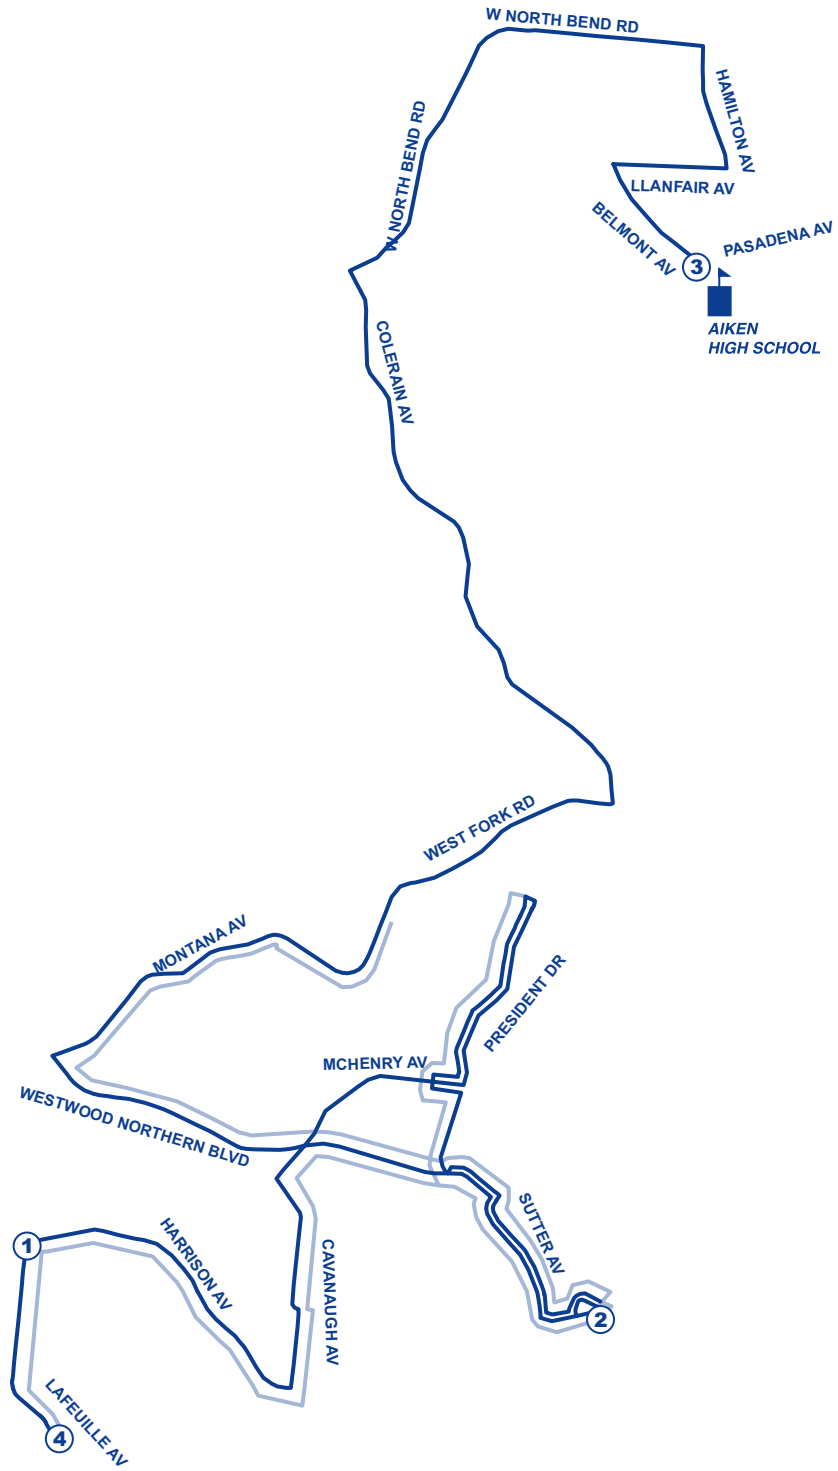 W NORTH BEND RD
HAMILTON AV
W NORTH BEND RD
LLANFAIR AV
BELMONT AV
PASADENA AV
3
AIKEN
HIGH SCHOOL
COLERAIN AV
WEST FORK RD
MONTANA AV
PRESIDENT DR
MCHENRY AV
WESTWOOD NORTHERN BLVD
SUTTER AV
1
HARRISON AV
CAVANAUGH AV
2
LAFEUILLE AV
4